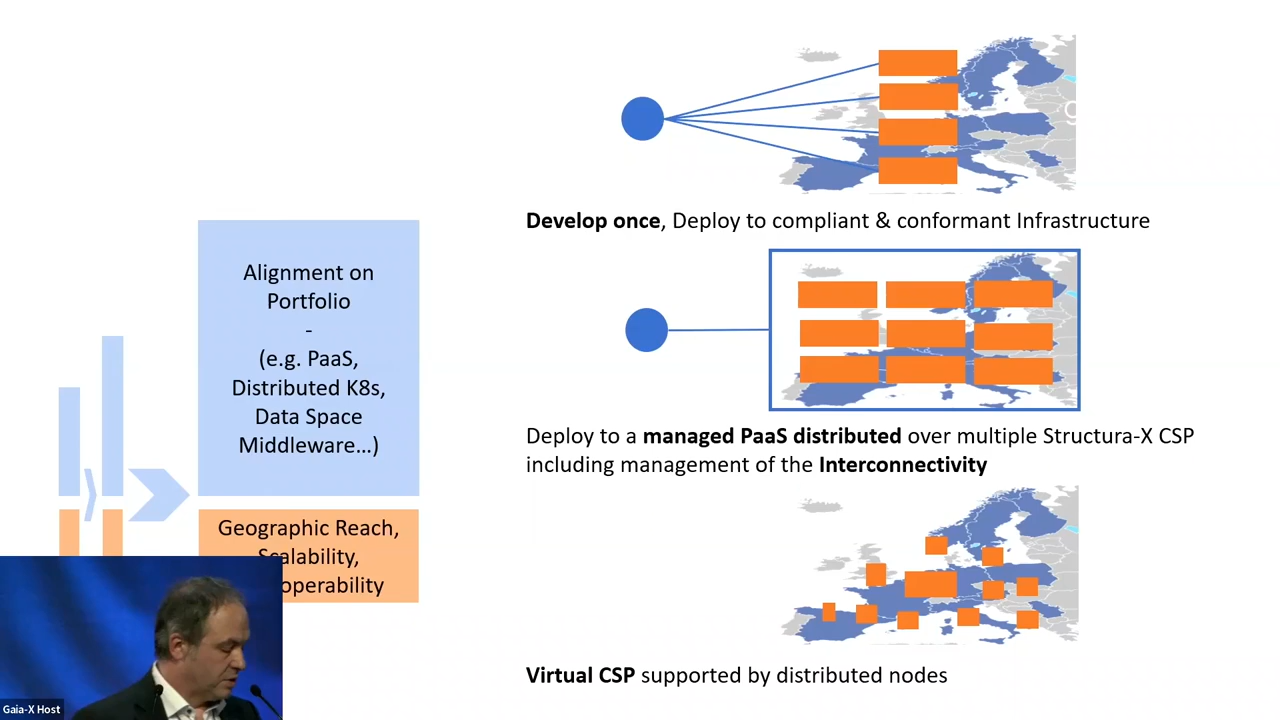 Develop once, Deploy to compliant & conformant Infrastructure
Alignment on
Portfolio
-
(e.g. PaaS,
Distributed K8s,
Data Space
Middleware…)
Deploy to a managed PaaS distributed over multiple Structura-X CSP
including management of the Interconnectivity
Geographic Reach,
Scalability,
operability
Virtual CSP supported by distributed nodes
Gaia-X Host